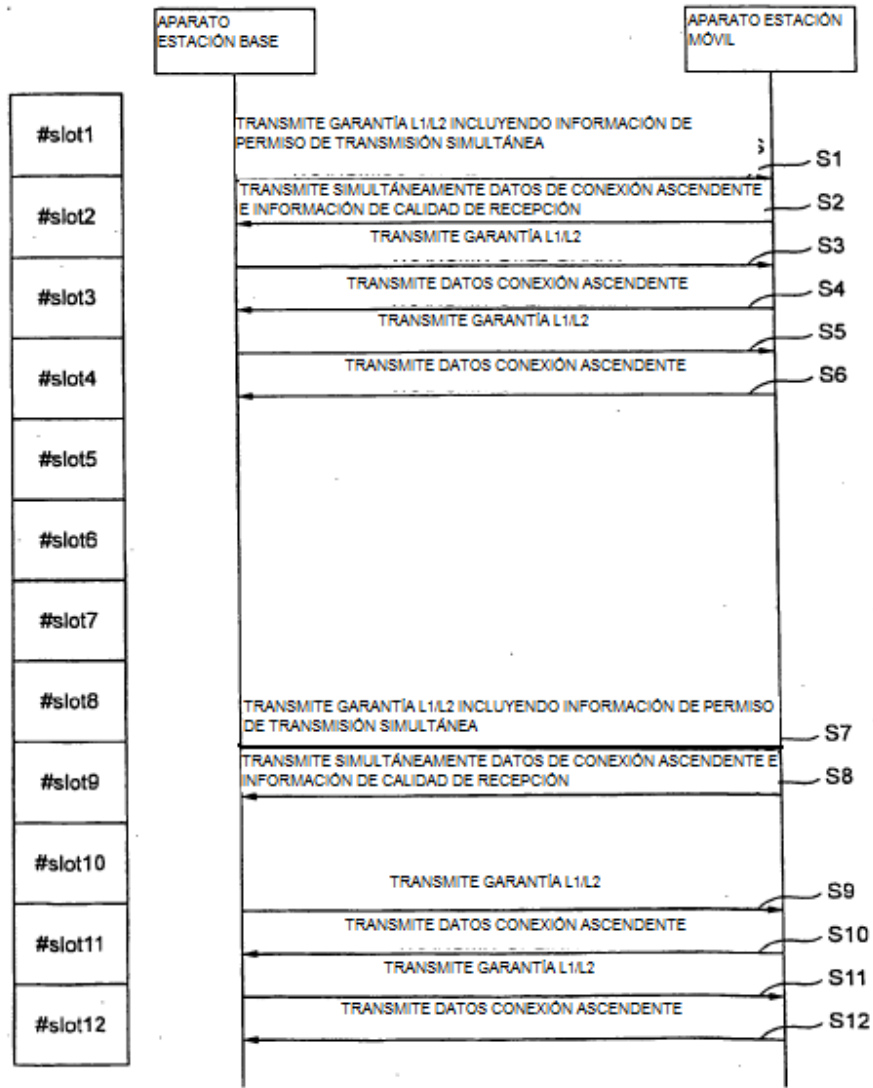 APARATO
ESTACIÓN BASE
APARATO ESTACIÓN
MÓVIL
#slot1
TRANSMITE GARANTÍA L1/L2 INCLUYENDO INFORMACIÓN DE
PERMISO DE TRANSMISIÓN SIMULTÁNEA
S1
TRANSMITE SIMULTÁNEAMENTE DATOS DE CONEXIÓN ASCENDENTE
E INFORMACIÓN DE CALIDAD DE RECEPCIÓN
S2
#slot2
TRANSMITE GARANTÍA L1/L2
S3
TRANSMITE DATOS CONEXIÓN ASCENDENTE
S4
#slot3
TRANSMITE GARANTÍA L1/L2
S5
TRANSMITE DATOS CONEXIÓN ASCENDENTE
S6
#slot4
#slot5
#slot6
#slot7
#slot8
TRANSMITE GARANTÍA L1/L2 INCLUYENDO INFORMACIÓN DE PERMISO
DE TRANSMISIÓN SIMULTÁNEA
S7
TRANSMITE SIMULTÁNEAMENTE DATOS DE CONEXIÓN ASCENDENTE E
INFORMACIÓN DE CALIDAD DE RECEPCIÓN
S8
#slot9
#slot10
TRANSMITE GARANTÍA L1/L2
S9
TRANSMITE DATOS CONEXIÓN ASCENDENTE
S10
#slot11
TRANSMITE GARANTÍA L1/L2
S11
TRANSMITE DATOS CONEXIÓN ASCENDENTE
S12
#slot12